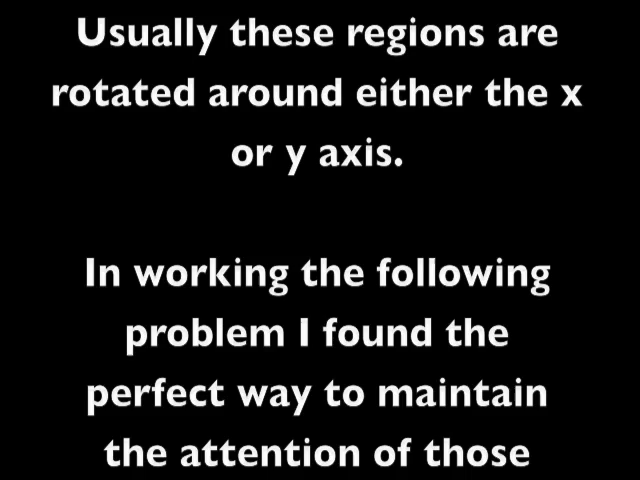 Usually these regions are
rotated around either the x
or y axis.
In working the following
problem I found the
perfect way to maintain
the attention of those